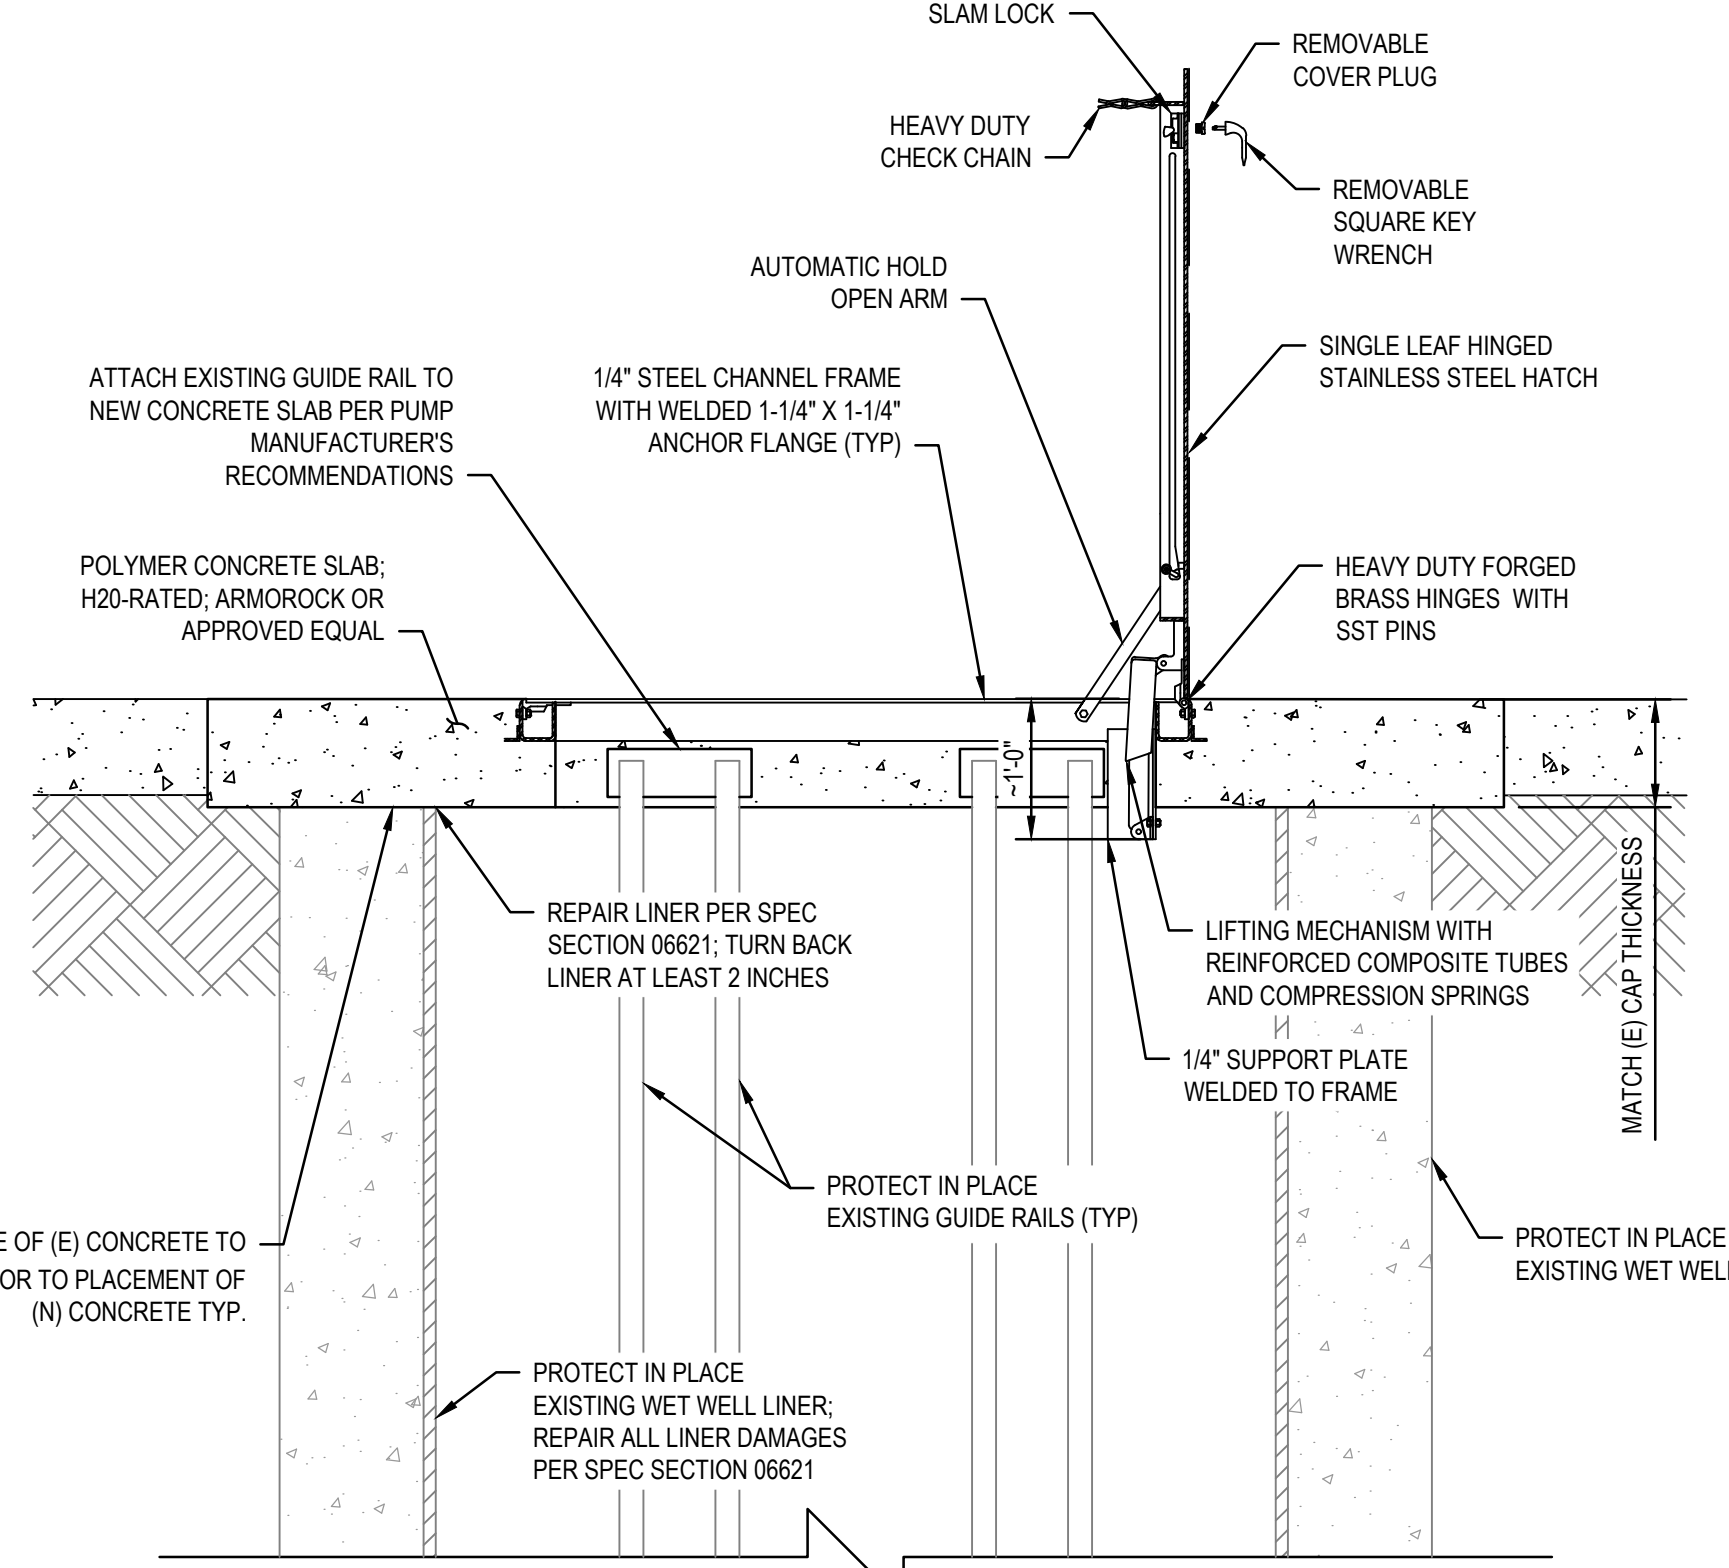 SLAM LOCK
REMOVABLE
COVER PLUG
HEAVY DUTY
CHECK CHAIN
REMOVABLE
SQUARE KEY
WRENCH
AUTOMATIC HOLD
OPEN ARM
SINGLE LEAF HINGED
STAINLESS STEEL HATCH
ATTACH EXISTING GUIDE RAIL TO
NEW CONCRETE SLAB PER PUMP
MANUFACTURER'S
RECOMMENDATIONS
1/4" STEEL CHANNEL FRAME
WITH WELDED 1-1/4" X 1-1/4"
ANCHOR FLANGE (TYP)
POLYMER CONCRETE SLAB;
H20-RATED; ARMOROCK OR
APPROVED EQUAL
HEAVY DUTY FORGED
BRASS HINGES WITH
SST PINS
~1'-0"
REPAIR LINER PER SPEC
SECTION 06621; TURN BACK
LINER AT LEAST 2 INCHES
LIFTING MECHANISM WITH
REINFORCED COMPOSITE TUBES
AND COMPRESSION SPRINGS
MATCH (E) CAP THICKNESS
1/4" SUPPORT PLATE
WELDED TO FRAME
PROTECT IN PLACE
EXISTING GUIDE RAILS (TYP)
OF (E) CONCRETE TO
TO PLACEMENT OF
(N) CONCRETE TYP.
PROTECT IN PLACE
EXISTING WET WELL
PROTECT IN PLACE
EXISTING WET WELL LINER;
REPAIR ALL LINER DAMAGES
PER SPEC SECTION 06621